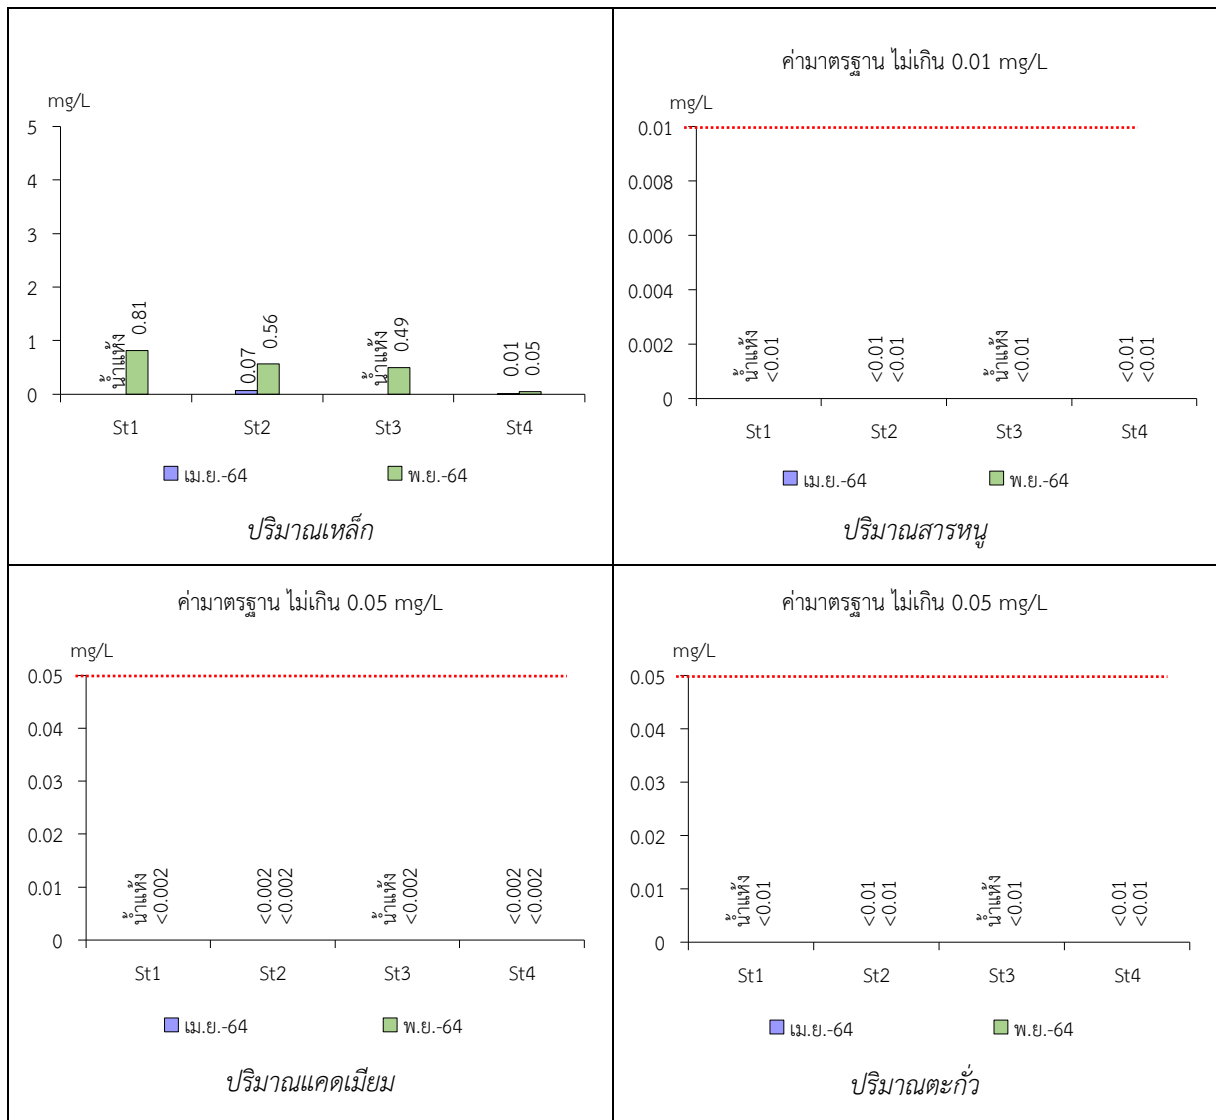 mg/L
5
4
3
2
1
0
น้ำแห้ง
0.81
0.07
0.56
น้ำแห้ง
0.49
0.01
0.05
St1 St2 St3 St4
เม.ย.-64 พ.ย.-64
ปริมาณเหล็ก
ค่ามาตรฐาน ไม่เกิน 0.01 mg/L
mg/L
0.01
0.008
0.006
0.004
0.002
0
น้ำแห้ง
<0.01
<0.01
<0.01
น้ำแห้ง
<0.01
<0.01
<0.01
St1 St2 St3 St4
เม.ย.-64 พ.ย.-64
ปริมาณสารหนู
ค่ามาตรฐาน ไม่เกิน 0.05 mg/L
mg/L
0.05
0.04
0.03
0.02
0.01
0
น้ำแห้ง
<0.002
<0.002
<0.002
น้ำแห้ง
<0.002
<0.002
<0.002
St1 St2 St3 St4
เม.ย.-64 พ.ย.-64
ปริมาณแคดเมียม
ค่ามาตรฐาน ไม่เกิน 0.05 mg/L
mg/L
0.05
0.04
0.03
0.02
0.01
0
น้ำแห้ง
<0.01
<0.01
<0.01
น้ำแห้ง
<0.01
<0.01
<0.01
St1 St2 St3 St4
เม.ย.-64 พ.ย.-64
ปริมาณตะกั่ว